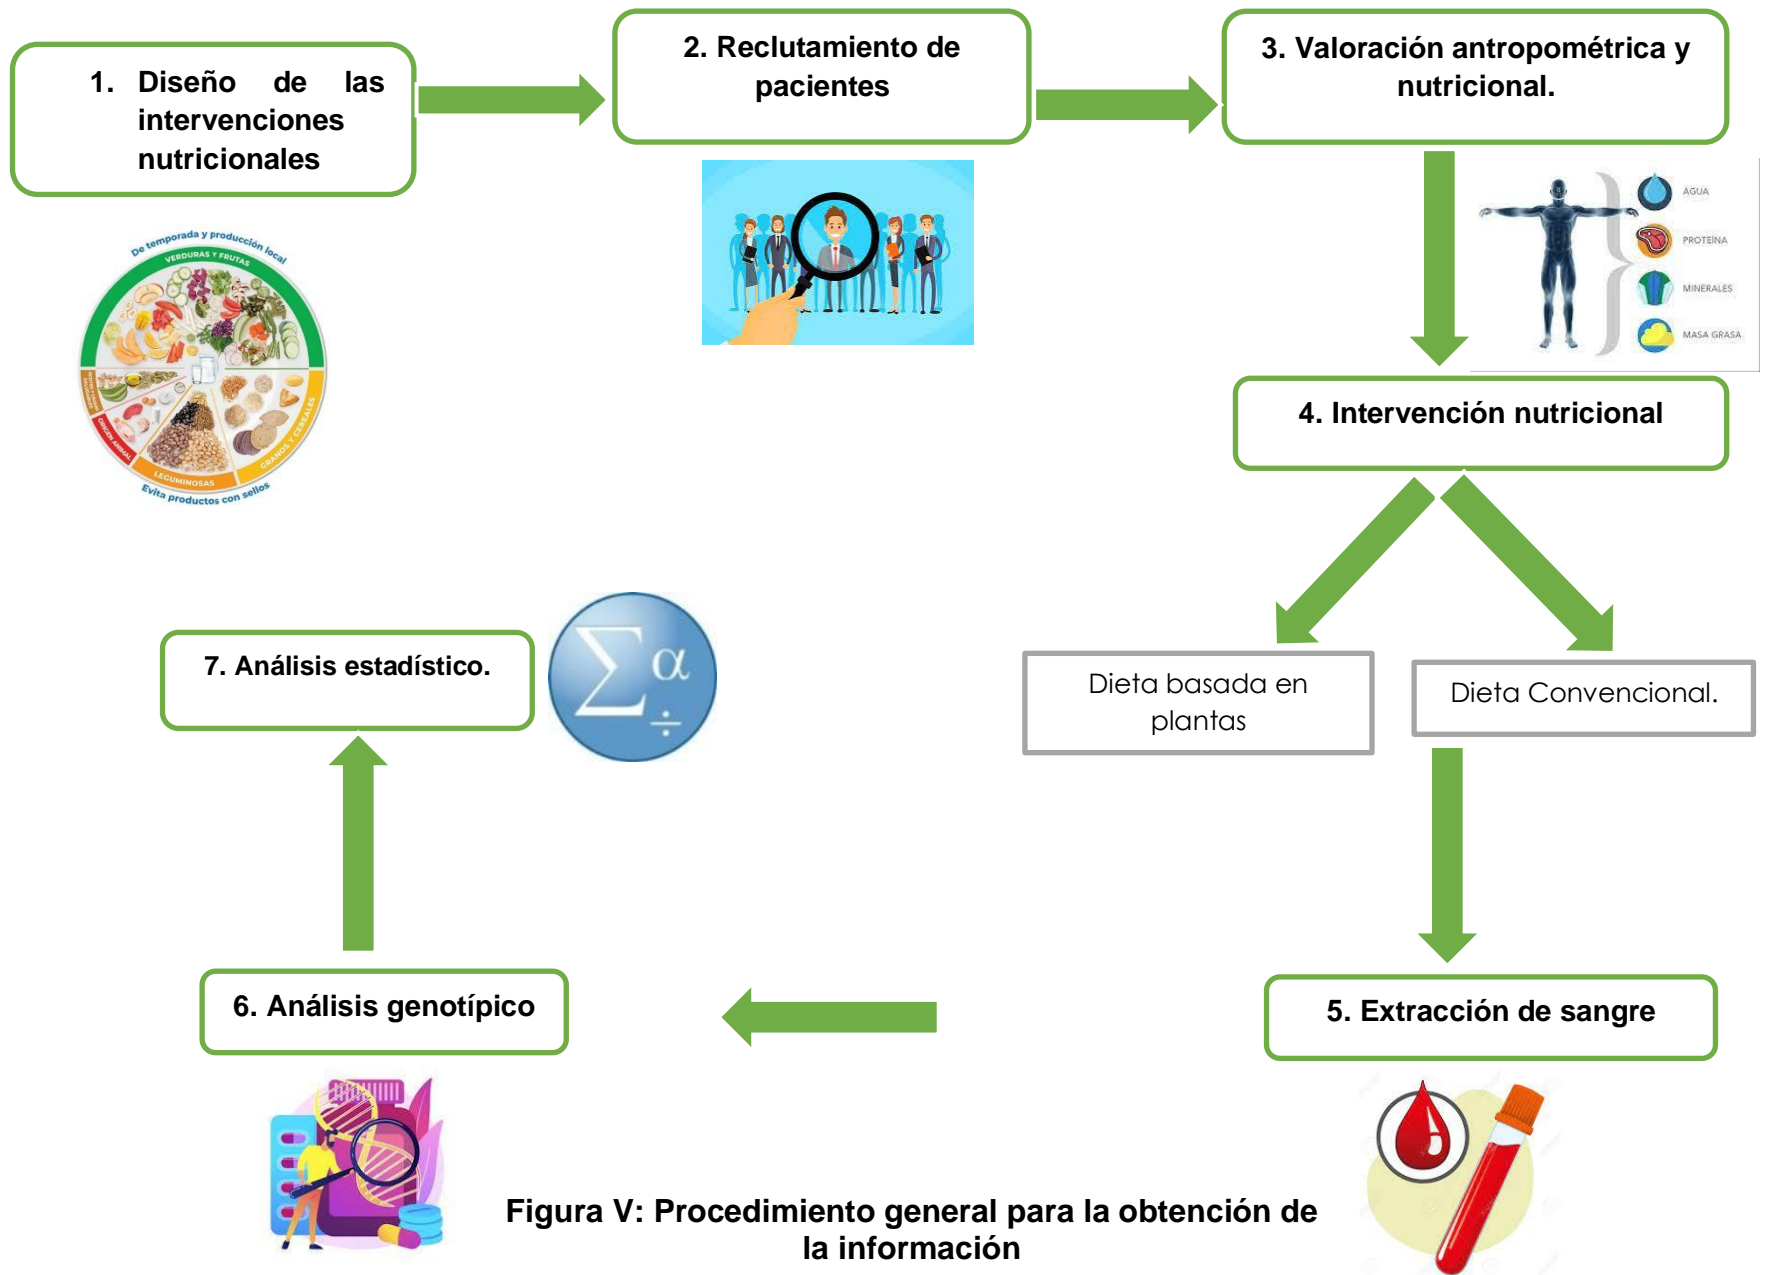 1. Diseño de las
intervenciones
nutricionales
2. Reclutamiento de
pacientes
3. Valoración antropométrica y
nutricional.
De temporada y producción local
VERDURAS Y FRUTAS
GRANOS Y CEREALES
LEGUMINOSAS
ORIGEN ANIMAL
Evita productos con sellos
AGUA
PROTEÍNA
MINERALES
MASA GRASA
4. Intervención nutricional
Dieta basada en
plantas
Dieta Convencional.
5. Extracción de sangre
6. Análisis genotípico
7. Análisis estadístico.
Σ α
÷
Figura V: Procedimiento general para la obtención de
la información